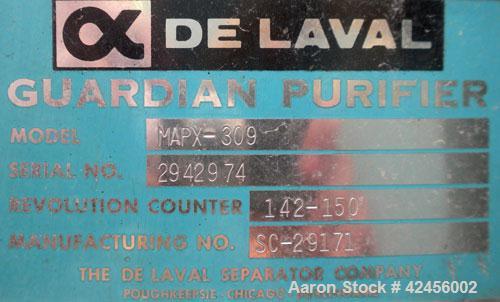 DE LAVAL
GUARDIAN PURIFIER
MODEL MAPX-309
SERIAL NO. 2942974
REVOLUTION COUNTER 142-150
MANUFACTURING NO. SC-29171
THE DE LAVAL SEPARATOR COMPANY
POUGHKEEPSIE - CHICAGO -
Aaron Stock # 42456002